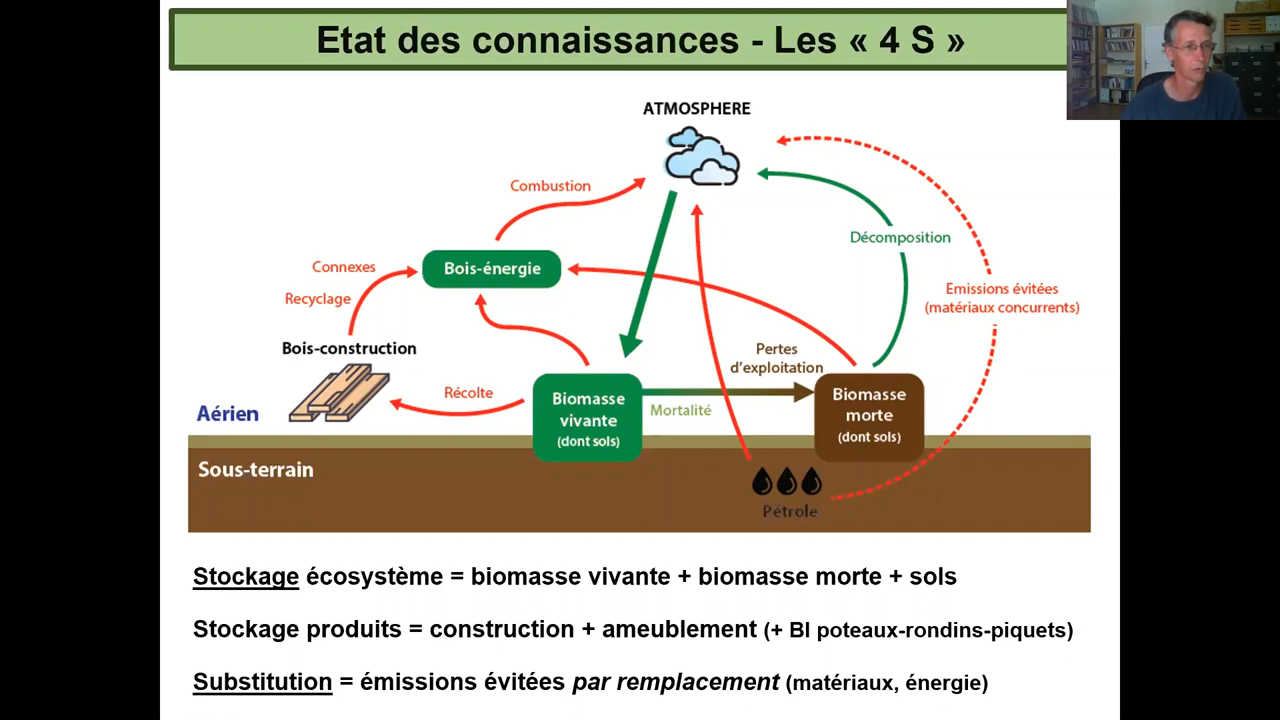 Etat des connaissances - Les « 4 S »
ATMOSPHERE
Combustion
Décomposition
Connexes
Bois-énergie
Recyclage
Emissions évitées
(matériaux concurrents)
Bois-construction
Pertes
d'exploitation
Récolte
Biomasse
vivante
(dont sols)
Mortalité
Biomasse
morte
(dont sols)
Aérien
Sous-terrain
Pétrole
Stockage écosystème = biomasse vivante + biomasse morte + sols
Stockage produits = construction + ameublement (+ BI poteaux-rondins-piquets)
Substitution = émissions évitées par remplacement (matériaux, énergie)